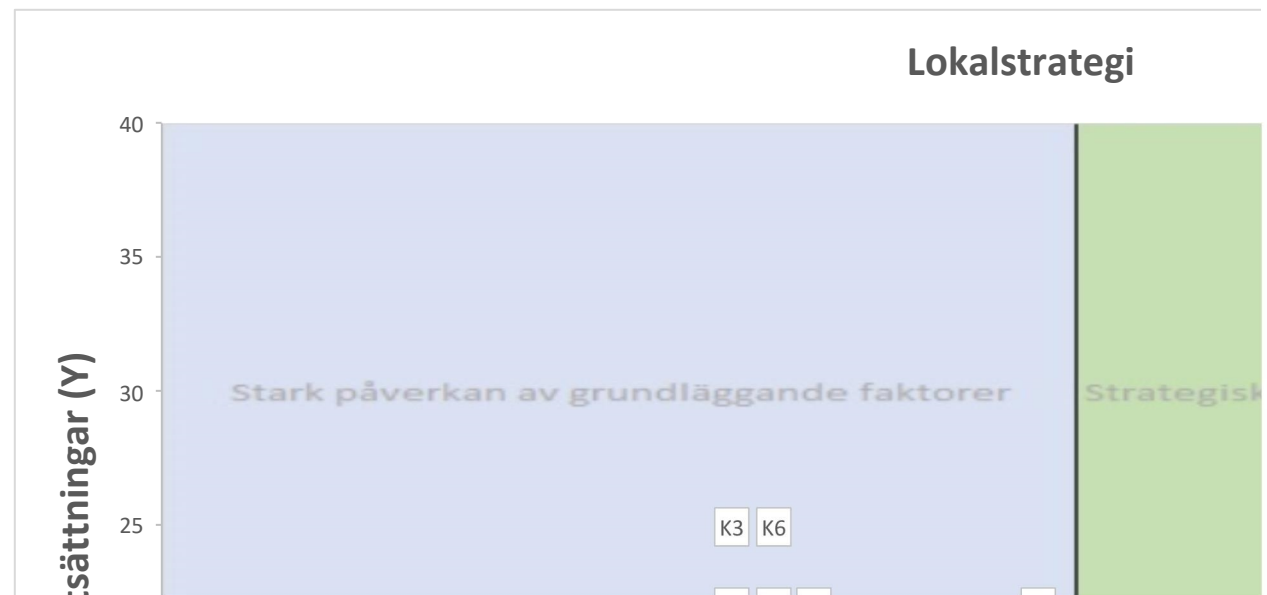 Lokalstrategi
40
35
30
Stark påverkan av grundläggande faktorer
25
K3 K6
(Y)